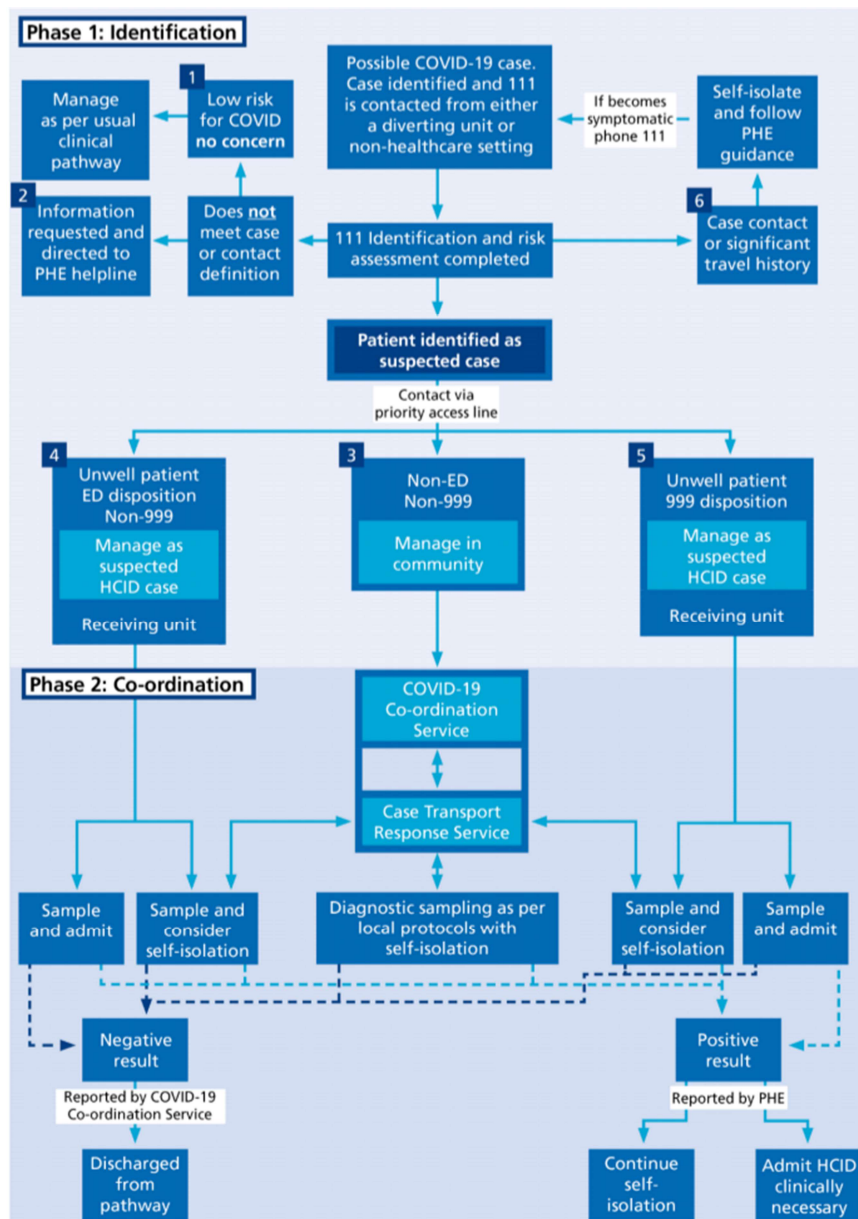 Phase 1: Identification
Possible COVID-19 case.
Case identified and 111
is contacted from either
a diverting unit or
non-healthcare setting
1
Low risk
for COVID
no concern
Manage
as per usual
clinical
pathway
If becomes
symptomatic
phone 111
Self-isolate
and follow
PHE
guidance
2
Information
requested and
directed to
PHE helpline
Does not
meet case
or contact
definition
111 Identification and risk
assessment completed
6
Case contact
or significant
travel history
Patient identified as
suspected case
Contact via
priority access line
4
Unwell patient
ED disposition
Non-999
Manage as
suspected
HCID case
Receiving unit
3
Non-ED
Non-999
Manage in
community
5
Unwell patient
999 disposition
Manage as
suspected
HCID case
Receiving unit
Phase 2: Co-ordination
COVID-19
Co-ordination
Service
Case Transport
Response Service
Sample
and admit
Sample and
consider
self-isolation
Diagnostic sampling as per
local protocols with
self-isolation
Sample and
consider
self-isolation
Sample
and admit
Negative
result
Positive
result
Reported by COVID-19
Co-ordination Service
Reported by PHE
Discharged
from
pathway
Continue
self-
isolation
Admit HCID
clinically
necessary